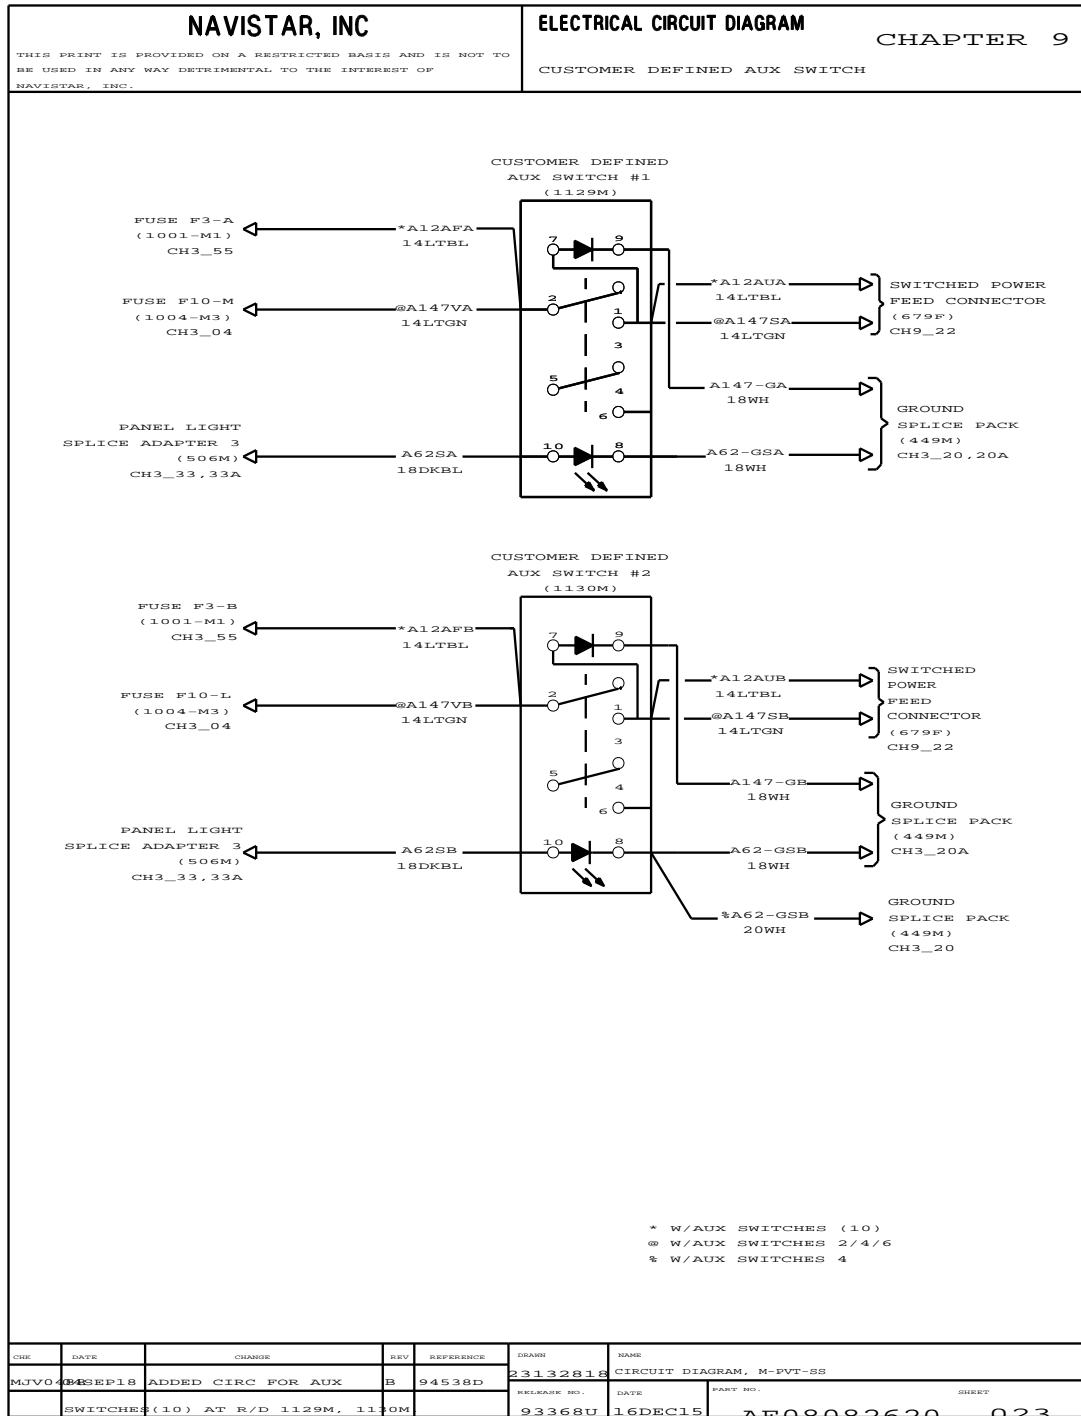 NAVISTAR, INC
THIS PRINT IS PROVIDED ON A RESTRICTED BASIS AND IS NOT TO
BE USED IN ANY WAY DETRIMENTAL TO THE INTEREST OF
NAVISTAR, INC.
ELECTRICAL CIRCUIT DIAGRAM
CHAPTER 9
CUSTOMER DEFINED AUX SWITCH
CUSTOMER DEFINED
AUX SWITCH #1
(1129M)
FUSE F3-A
(1001-M1)
CH3_55
*A12AFA
14LTBL
FUSE F10-M
(1004-M3)
CH3_04
@A147VA
14LTGN
PANEL LIGHT
SPLICE ADAPTER 3
(506M)
CH3_33,33A
A62SA
18DKBL
7
9
2
1
3
5
4
6
10
8
*A12AUA
14LTBL
@A147SA
14LTGN
SWITCHED POWER
FEED CONNECTOR
(679F)
CH9_22
A147-GA
18WH
A62-GSA
18WH
GROUND
SPLICE PACK
(449M)
CH3_20,20A
CUSTOMER DEFINED
AUX SWITCH #2
(1130M)
FUSE F3-B
(1001-M1)
CH3_55
*A12AFB
14LTBL
FUSE F10-L
(1004-M3)
CH3_04
@A147VB
14LTGN
PANEL LIGHT
SPLICE ADAPTER 3
(506M)
CH3_33,33A
A62SB
18DKBL
7
9
2
1
3
5
4
6
10
8
*A12AUB
14LTBL
@A147SB
14LTGN
SWITCHED
POWER
FEED
CONNECTOR
(679F)
CH9_22
A147-GB
18WH
A62-GSB
18WH
GROUND
SPLICE PACK
(449M)
CH3_20A
%A62-GSB
20WH
GROUND
SPLICE PACK
(449M)
CH3_20
* W/AUX SWITCHES (10)
@ W/AUX SWITCHES 2/4/6
% W/AUX SWITCHES 4
CHK DATE CHANGE REV REFERENCE
04SEP18 ADDED CIRC FOR AUX B 94538D
SWITCHES(10) AT R/D 1129M, 1130M
DRAWN
23132818
NAME
CIRCUIT DIAGRAM, M-PVT-SS
RELEASE NO.
93368U
DATE
16DEC15
PART NO.
SHEET
023